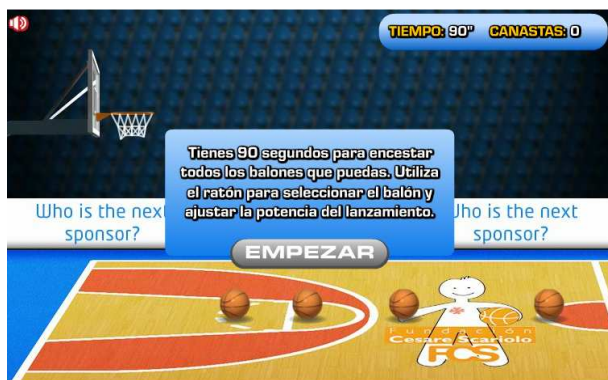 TIEMPO: 90" CANASTAS: 0
Tienes 90 segundos para encestar
todos los balones que puedas. Utiliza
el ratón para seleccionar el balón y
ajustar la potencia del lanzamiento.
EMPEZAR
Who is the next
sponsor?
Who is the next
sponsor?
Fundación
Cesare Scariolo
FCS